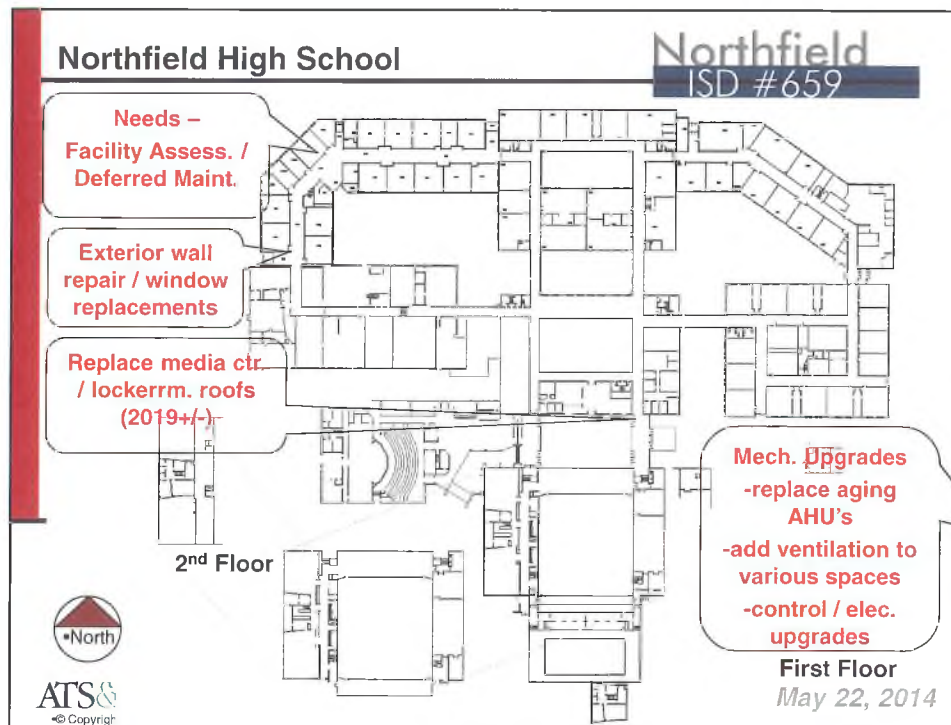 Northfield High School
Northfield
ISD #659
Needs –
Facility Assess. /
Deferred Maint.
Exterior wall
repair / window
replacements
Replace media ctr.
/ lockerrm. roofs
(2019+/-)
Mech. Upgrades
-replace aging
AHU's
-add ventilation to
various spaces
-control / elec.
upgrades
2nd Floor
•North
First Floor
ATS&
May 22, 2014
•© Copyrigh